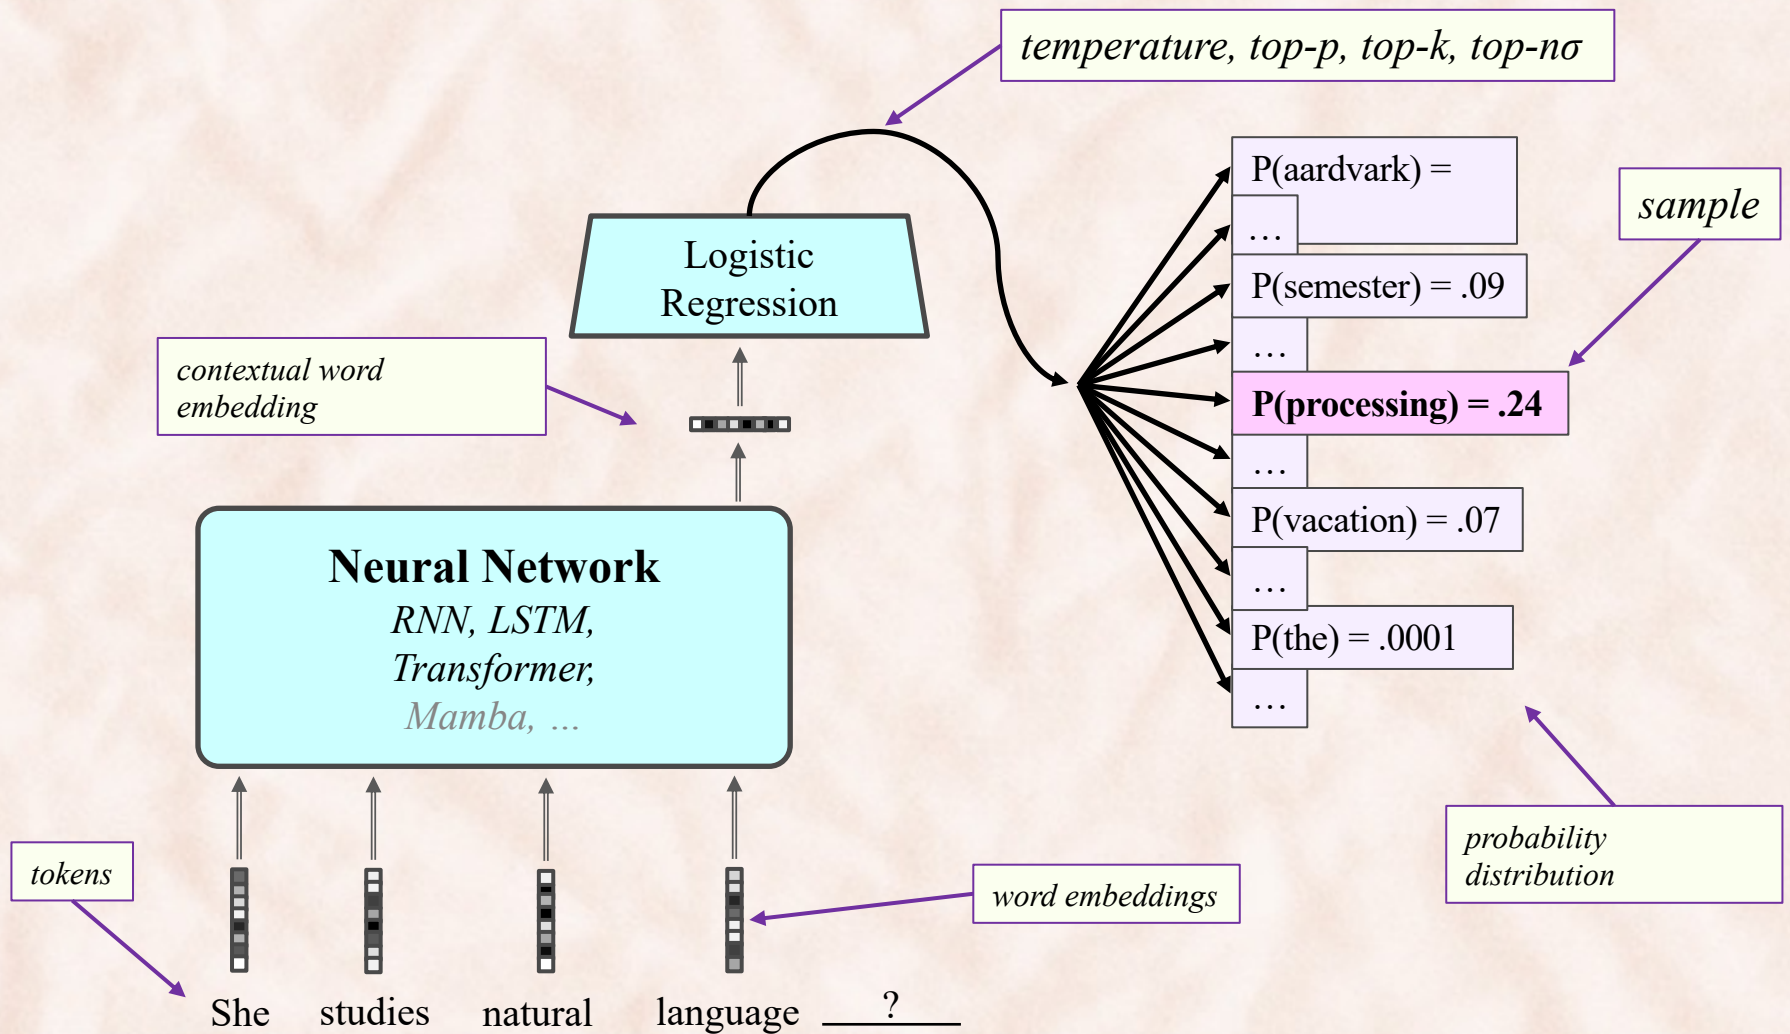 temperature, top-p, top-k, top-nσ
P(aardvark) =
…
P(semester) = .09
…
P(processing) = .24
…
P(vacation) = .07
…
P(the) = .0001
…
sample
Logistic
Regression
contextual word
embedding
Neural Network
RNN, LSTM,
Transformer,
Mamba, …
probability
distribution
tokens
word embeddings
She studies natural language ?